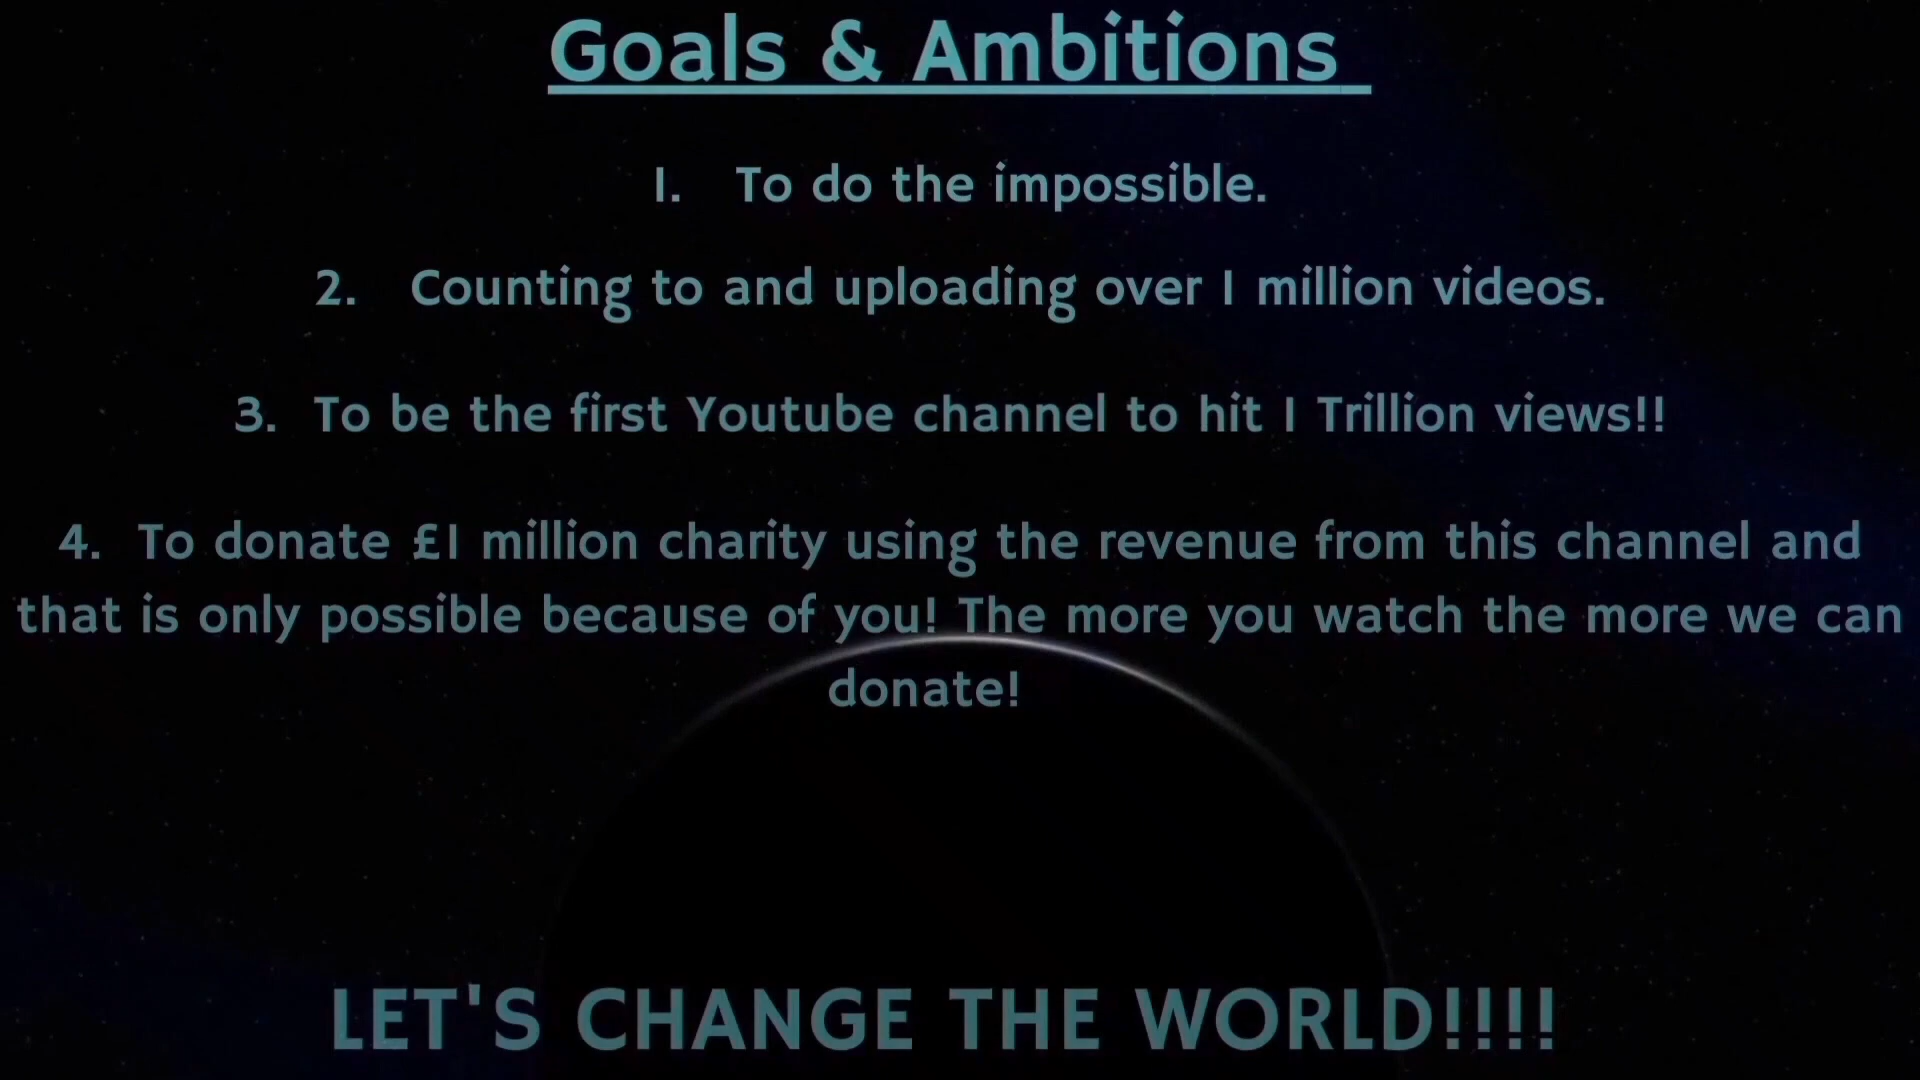 Goals & Ambitions
1. To do the impossible.
2. Counting to and uploading over 1 million videos.
3. To be the first Youtube channel to hit 1 Trillion views!!
4. To donate £1 million charity using the revenue from this channel and
that is only possible because of you! The more you watch the more we can
donate!
LET'S CHANGE THE WORLD!!!!